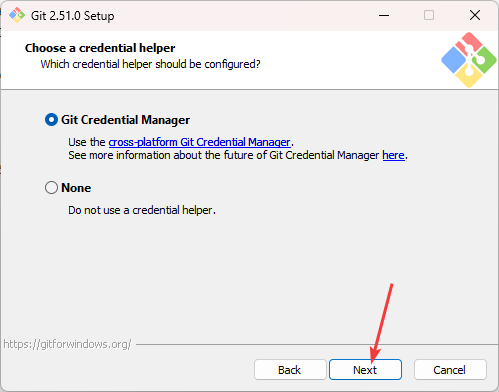 Git 2.51.0 Setup
Choose a credential helper
Which credential helper should be configured?
Git Credential Manager
Use the cross-platform Git Credential Manager.
See more information about the future of Git Credential Manager here.
None
Do not use a credential helper.
https://gitforwindows.org/
Back
Next
Cancel